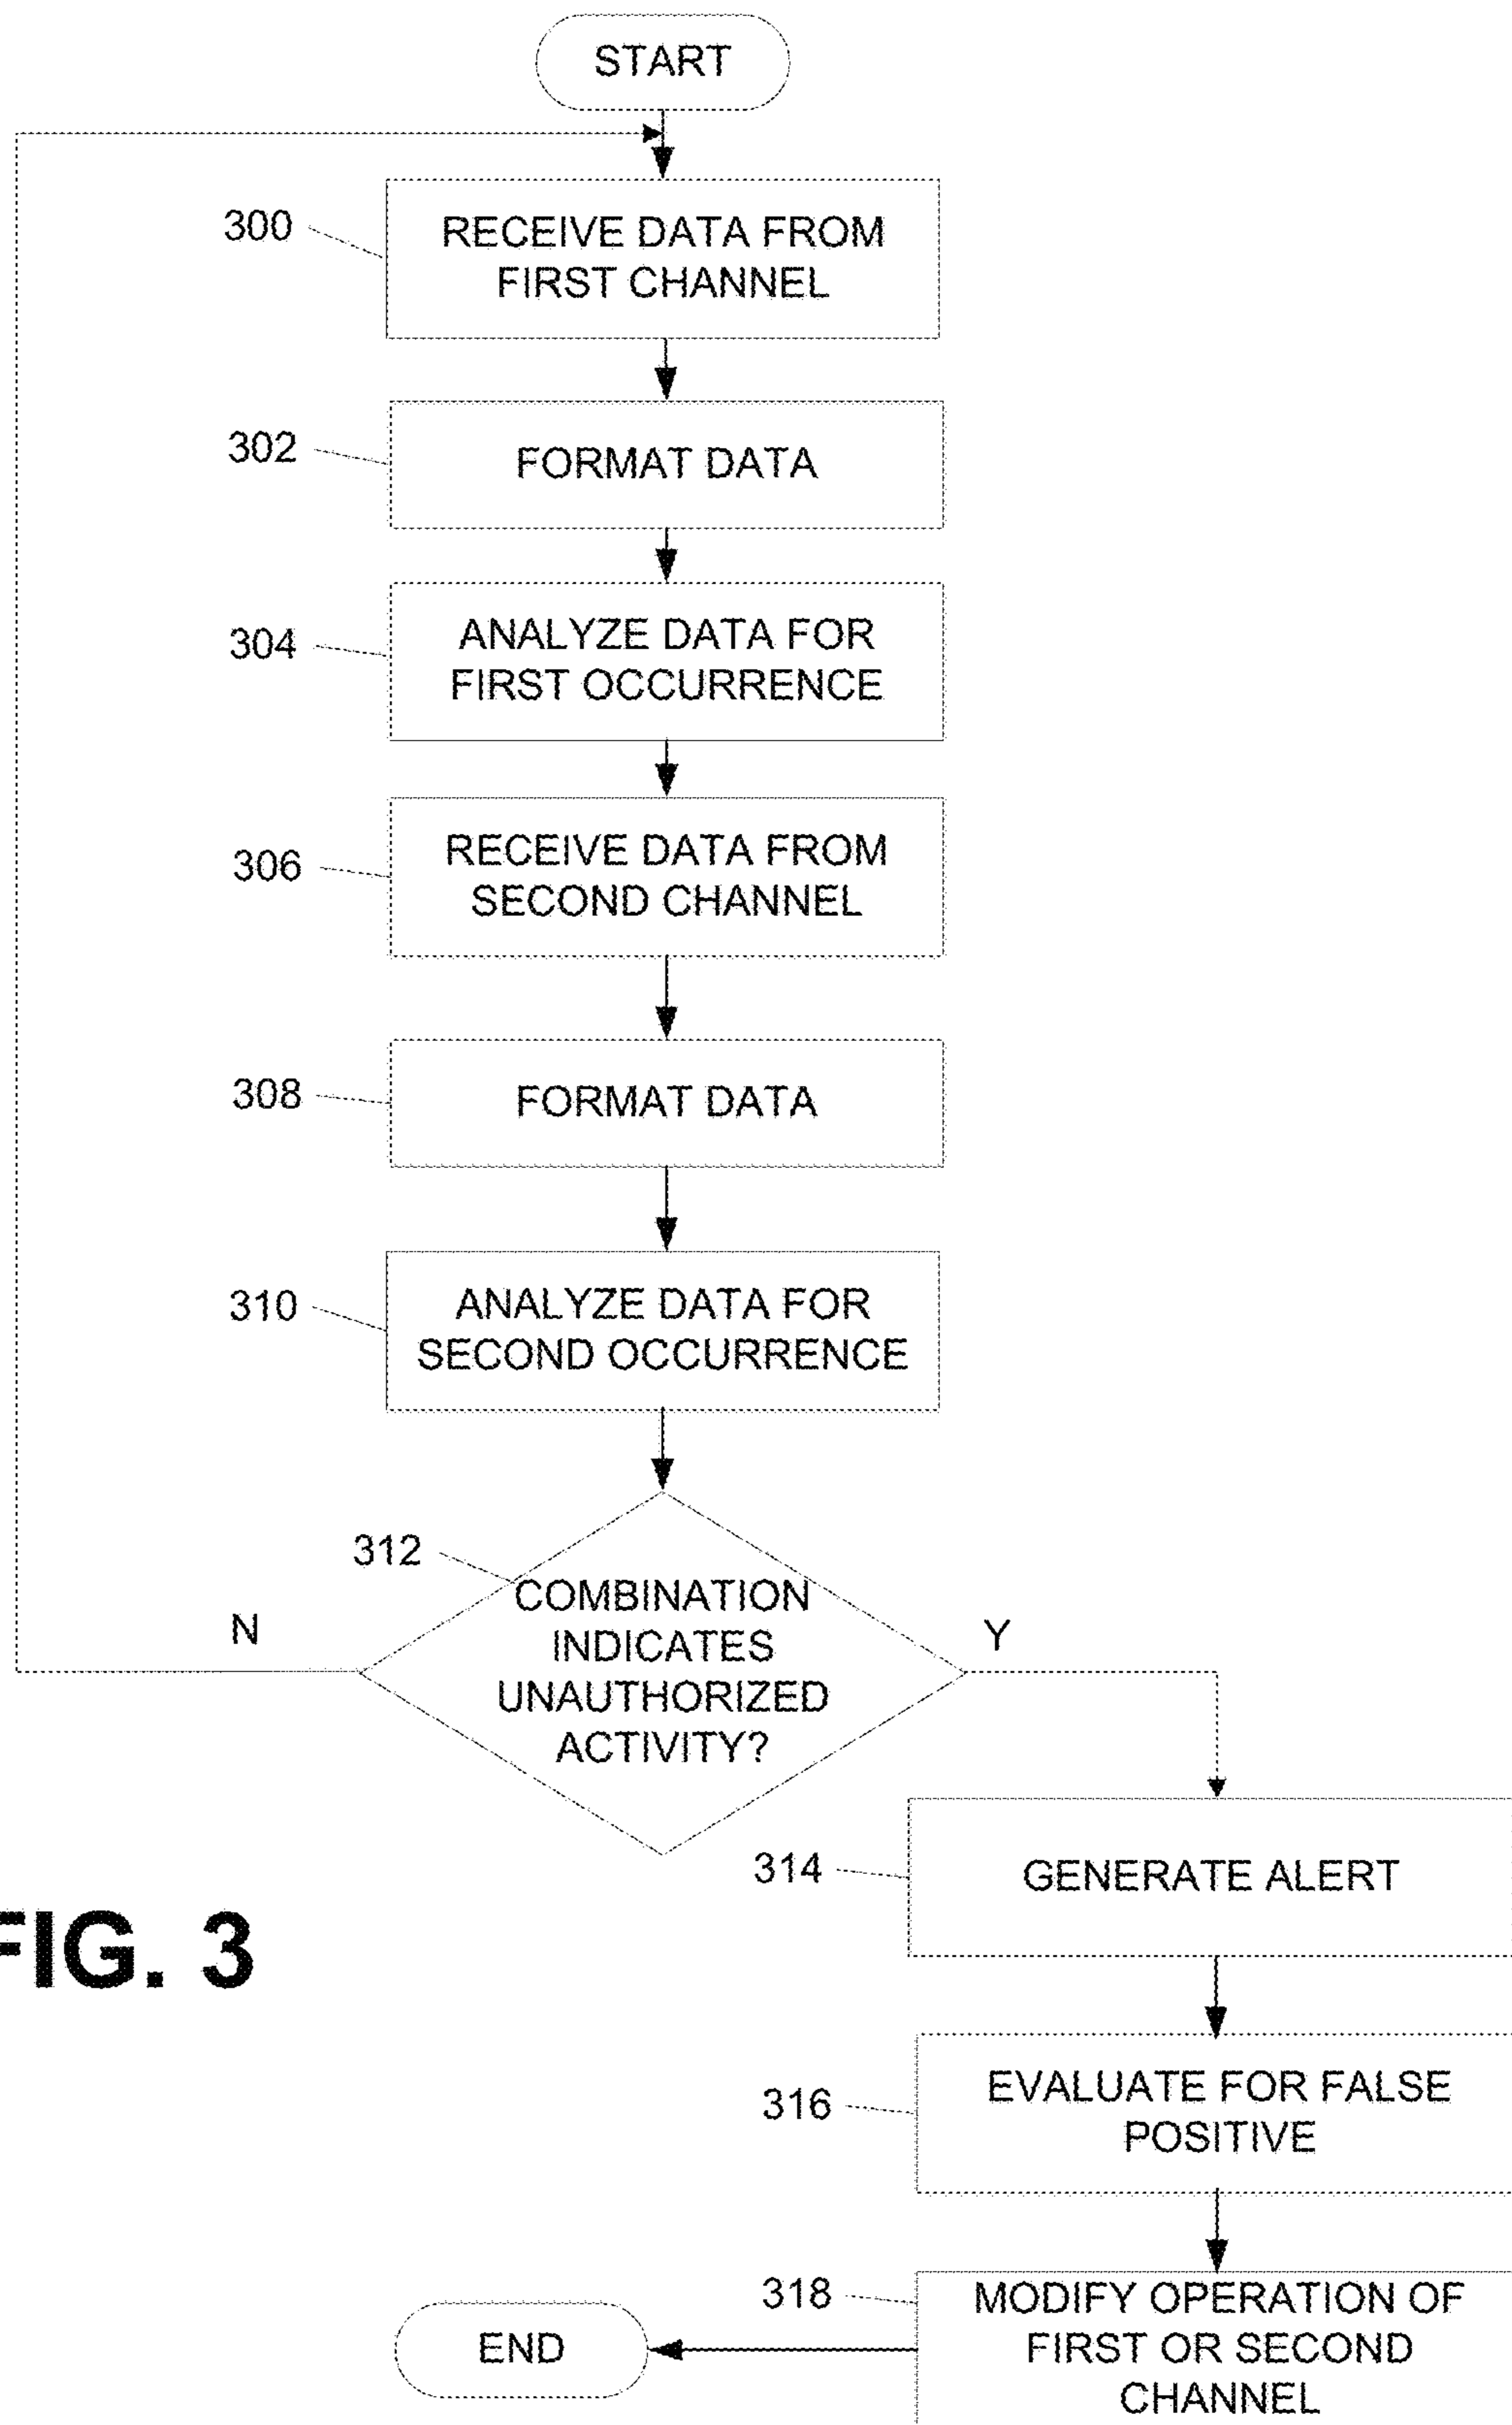 START
300
RECEIVE DATA FROM
FIRST CHANNEL
302
FORMAT DATA
304
ANALYZE DATA FOR
FIRST OCCURRENCE
306
RECEIVE DATA FROM
SECOND CHANNEL
308
FORMAT DATA
310
ANALYZE DATA FOR
SECOND OCCURRENCE
312
COMBINATION
INDICATES
UNAUTHORIZED
ACTIVITY?
N
Y
314
GENERATE ALERT
FIG. 3
316
EVALUATE FOR FALSE
POSITIVE
318
MODIFY OPERATION OF
FIRST OR SECOND
CHANNEL
END